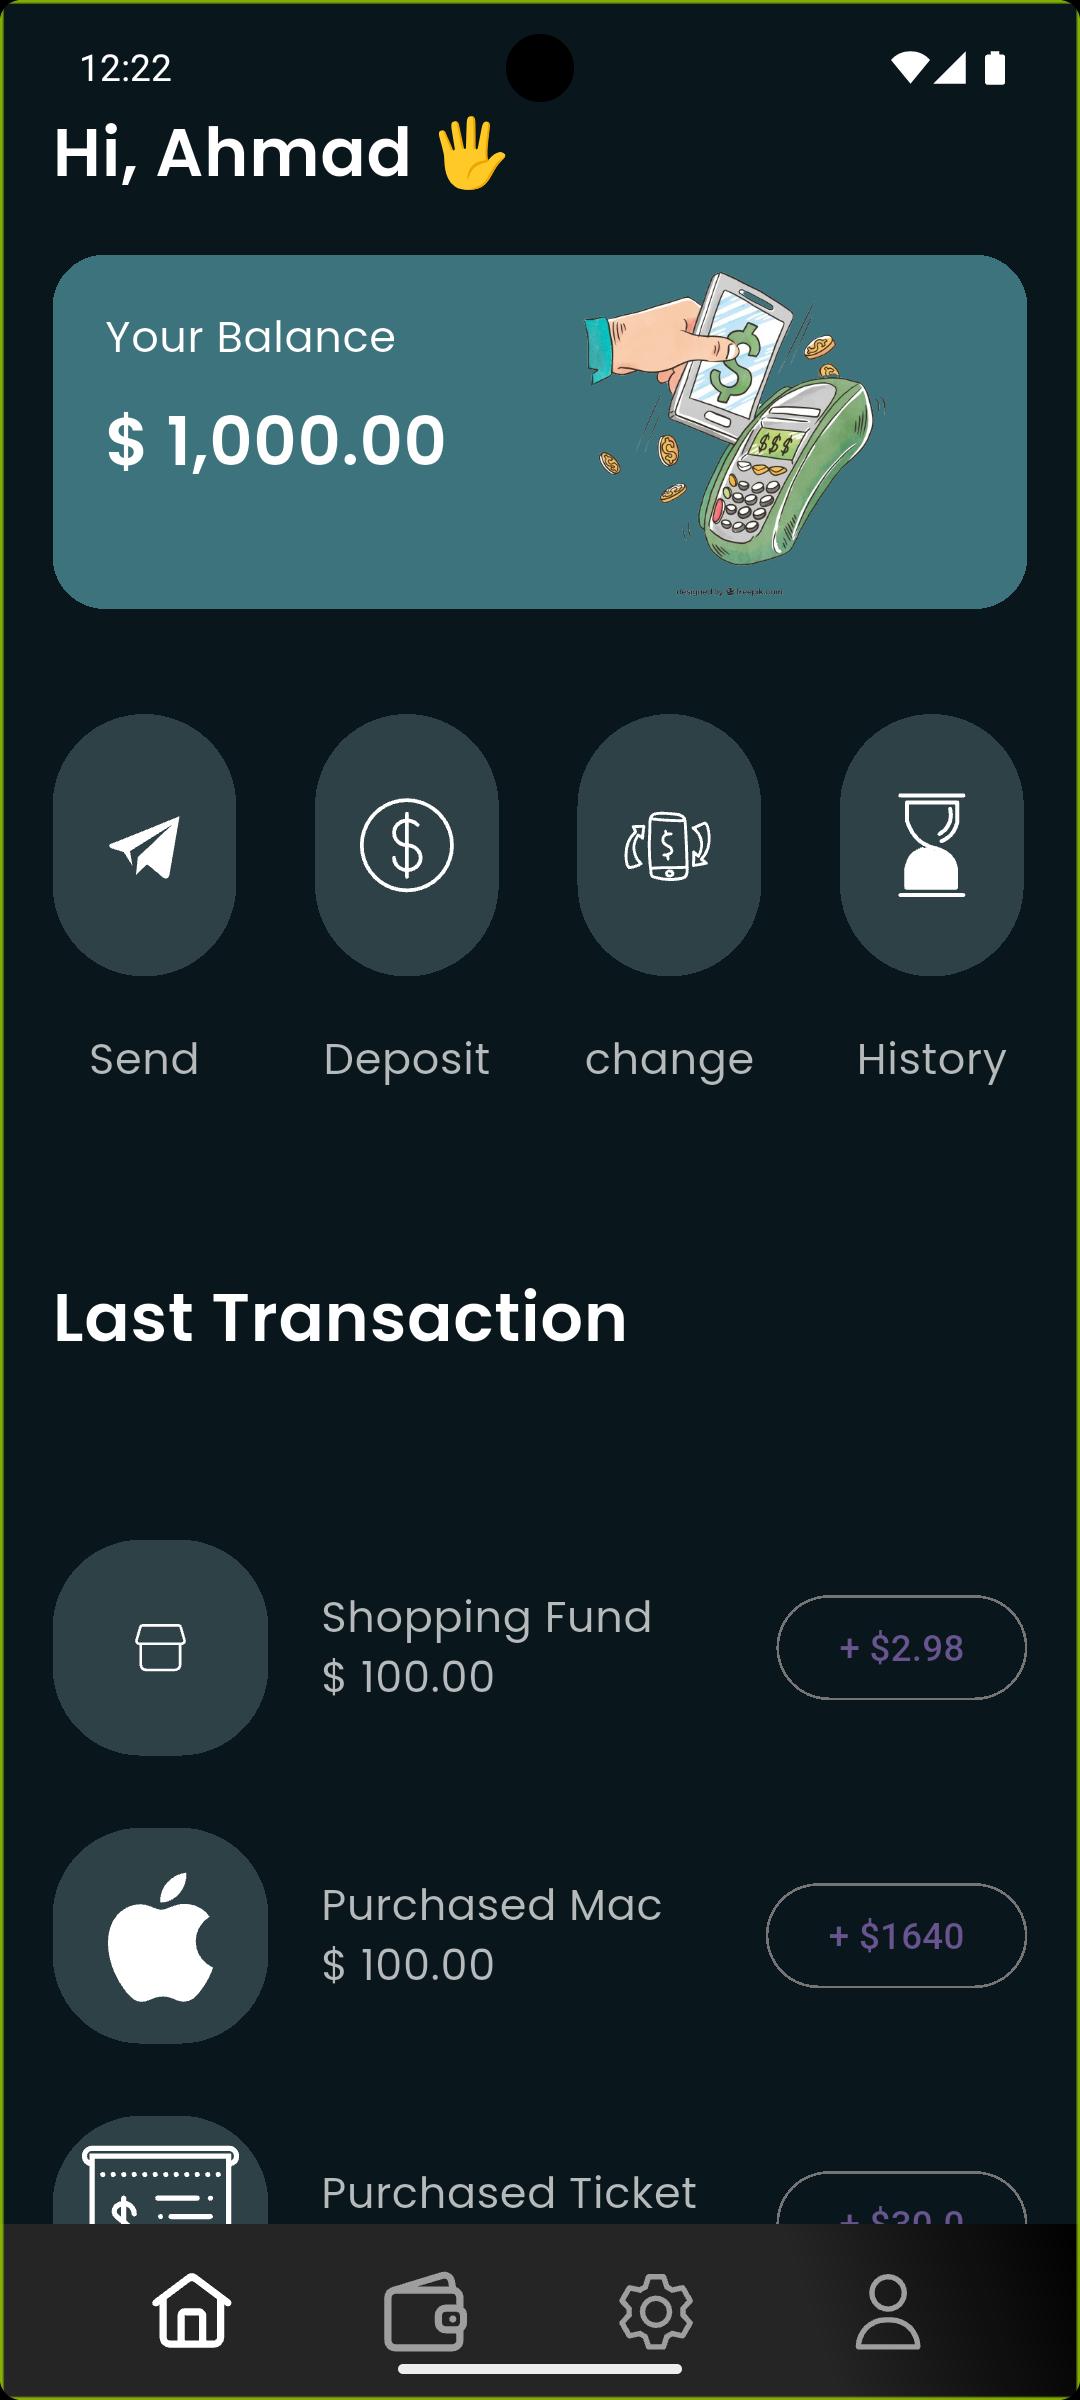 12:22
Hi, Ahmad 🖐
Your Balance
$ 1,000.00
$$$
designed by freepik.com
Send
Deposit
change
History
Last Transaction
Shopping Fund
$ 100.00
+ $2.98
Purchased Mac
$ 100.00
+ $1640
Purchased Ticket
+ $30.0